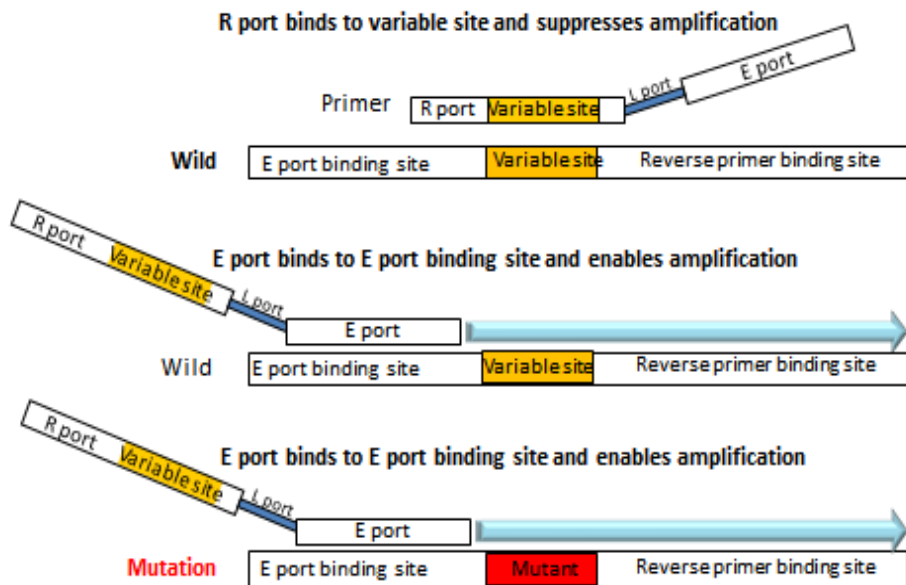 R port binds to variable site and suppresses amplification
Primer R port Variable site L port E port
Wild E port binding site Variable site Reverse primer binding site
E port binds to E port binding site and enables amplification
R port Variable site L port E port
Wild E port binding site Variable site Reverse primer binding site
E port binds to E port binding site and enables amplification
R port Variable site L port E port
Mutation E port binding site Mutant Reverse primer binding site